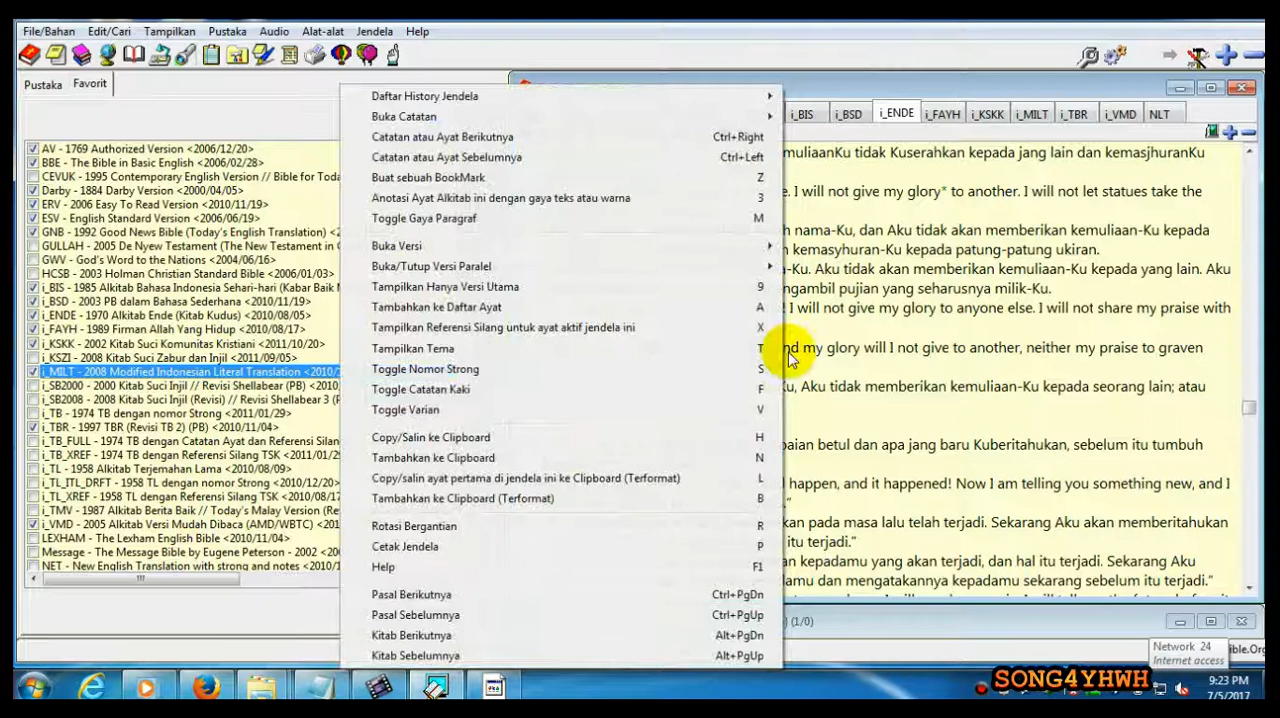 File/Bahan Edit/Cari Tampilkan Pustaka Audio Alat-alat Jendela Help
Pustaka Favorit
AV - 1769 Authorized Version <2006/12/20>
BBE - The Bible in Basic English <2006/02/28>
CEVUK - 1995 Contemporary English Version // Bible for Toda
Darby - 1884 Darby Version <2000/04/05>
ERV - 2006 Easy To Read Version <2010/11/19>
ESV - English Standard Version <2006/06/19>
GNB - 1992 Good News Bible (Today's English Translation) <
GULLAH - 2005 De Nyew Testament (The New Testament in G
GWV - God's Word to the Nations <2004/06/16>
HCSB - 2003 Holman Christian Standard Bible <2006/01/03>
i_BIS - 1985 Alkitab Bahasa Indonesia Sehari-hari (Kabar Baik
i_BSD - 2003 PB dalam Bahasa Sederhana <2010/11/19>
i_ENDE - 1970 Alkitab Ende (Kitab Kudus) <2010/08/05>
i_FAYH - 1989 Firman Allah Yang Hidup <2010/08/17>
i_KSKK - 2002 Kitab Suci Komunitas Kristiani <2011/10/20>
i_KSZI - 2008 Kitab Suci Zabur dan Injil <2011/09/05>
i_MILT - 2008 Modified Indonesian Literal Translation <2010/
i_SB2000 - 2000 Kitab Suci Injil // Revisi Shellabear (PB) <2010
i_SB2008 - 2008 Kitab Suci Injil (Revisi) // Revisi Shellabear 3 (
i_TB - 1974 TB dengan nomor Strong <2011/01/29>
i_TBR - 1997 TBR (Revisi TB 2) (PB) <2010/11/04>
i_TB_FULL - 1974 TB dengan Catatan Ayat dan Referensi Silang
i_TB_XREF - 1974 TB dengan Referensi Silang TSK <2011/01/29
i_TL - 1958 Alkitab Terjemahan Lama <2010/08/09>
i_TL_ITL_DRFT - 1958 TL dengan nomor Strong <2010/12
i_TL_XREF - 1958 TL dengan Referensi Silang TSK <2010/08/17
i_TMV - 1987 Alkitab Berita Baik // Today's Malay Version (Re
i_VMD - 2005 Alkitab Versi Mudah Dibaca (AMD/WBTC) <20
LEXHAM - The Lexham English Bible <2010/11/04>
Message - The Message Bible by Eugene Peterson - 2002 <20
NET - New English Translation with strong and notes <2010/1
Daftar History Jendela
Buka Catatan
Catatan atau Ayat Berikutnya Ctrl+Right
Catatan atau Ayat Sebelumnya Ctrl+Left
Buat sebuah BookMark Z
Anotasi Ayat Alkitab ini dengan gaya teks atau warna 3
Toggle Gaya Paragraf M
Buka Versi
Buka/Tutup Versi Paralel
Tampilkan Hanya Versi Utama 9
Tambahkan ke Daftar Ayat A
Tampilkan Referensi Silang untuk ayat aktif jendela ini X
Tampilkan Tema T
Toggle Nomor Strong S
Toggle Catatan Kaki F
Toggle Varian V
Copy/Salin ke Clipboard H
Tambahkan ke Clipboard N
Copy/salin ayat pertama di jendela ini ke Clipboard (Terformat) L
Tambahkan ke Clipboard (Terformat) B
Rotasi Bergantian R
Cetak Jendela P
Help F1
Pasal Berikutnya Ctrl+PgDn
Pasal Sebelumnya Ctrl+PgUp
Kitab Berikutnya Alt+PgDn
Kitab Sebelumnya Alt+PgUp
i_BIS i_BSD i_ENDE i_FAYH i_KSKK i_MILT i_TBR i_VMD NLT
muliaanKu tidak Kuserahkan kepada jang lain dan kemasjhuranKu
e. I will not give my glory* to another. I will not let statues take the
h nama-Ku, dan Aku tidak akan memberikan kemuliaan-Ku kepada
kan kemasyhuran-Ku kepada patung-patung ukiran.
a-Ku. Aku tidak akan memberikan kemuliaan-Ku kepada yang lain. Aku
ngambil pujian yang seharusnya milik-Ku.
! I will not give my glory to anyone else. I will not share my praise with
nd my glory will I not give to another, neither my praise to graven
Ku, Aku tidak memberikan kemuliaan-Ku kepada seorang lain; atau
paian betul dan apa jang baru Kuberitahukan, sebelum itu tumbuh
happen, and it happened! Now I am telling you something new, and I
kan pada masa lalu telah terjadi. Sekarang Aku akan memberitahukan
itu terjadi."
n kepadamu yang akan terjadi, dan hal itu terjadi. Sekarang Aku
damu dan mengatakannya kepadamu sekarang sebelum itu terjadi."
) (1/0)
Network 24
Internet access
ible.Or
SONG4YHWH
9:23 PM
7/5/2017